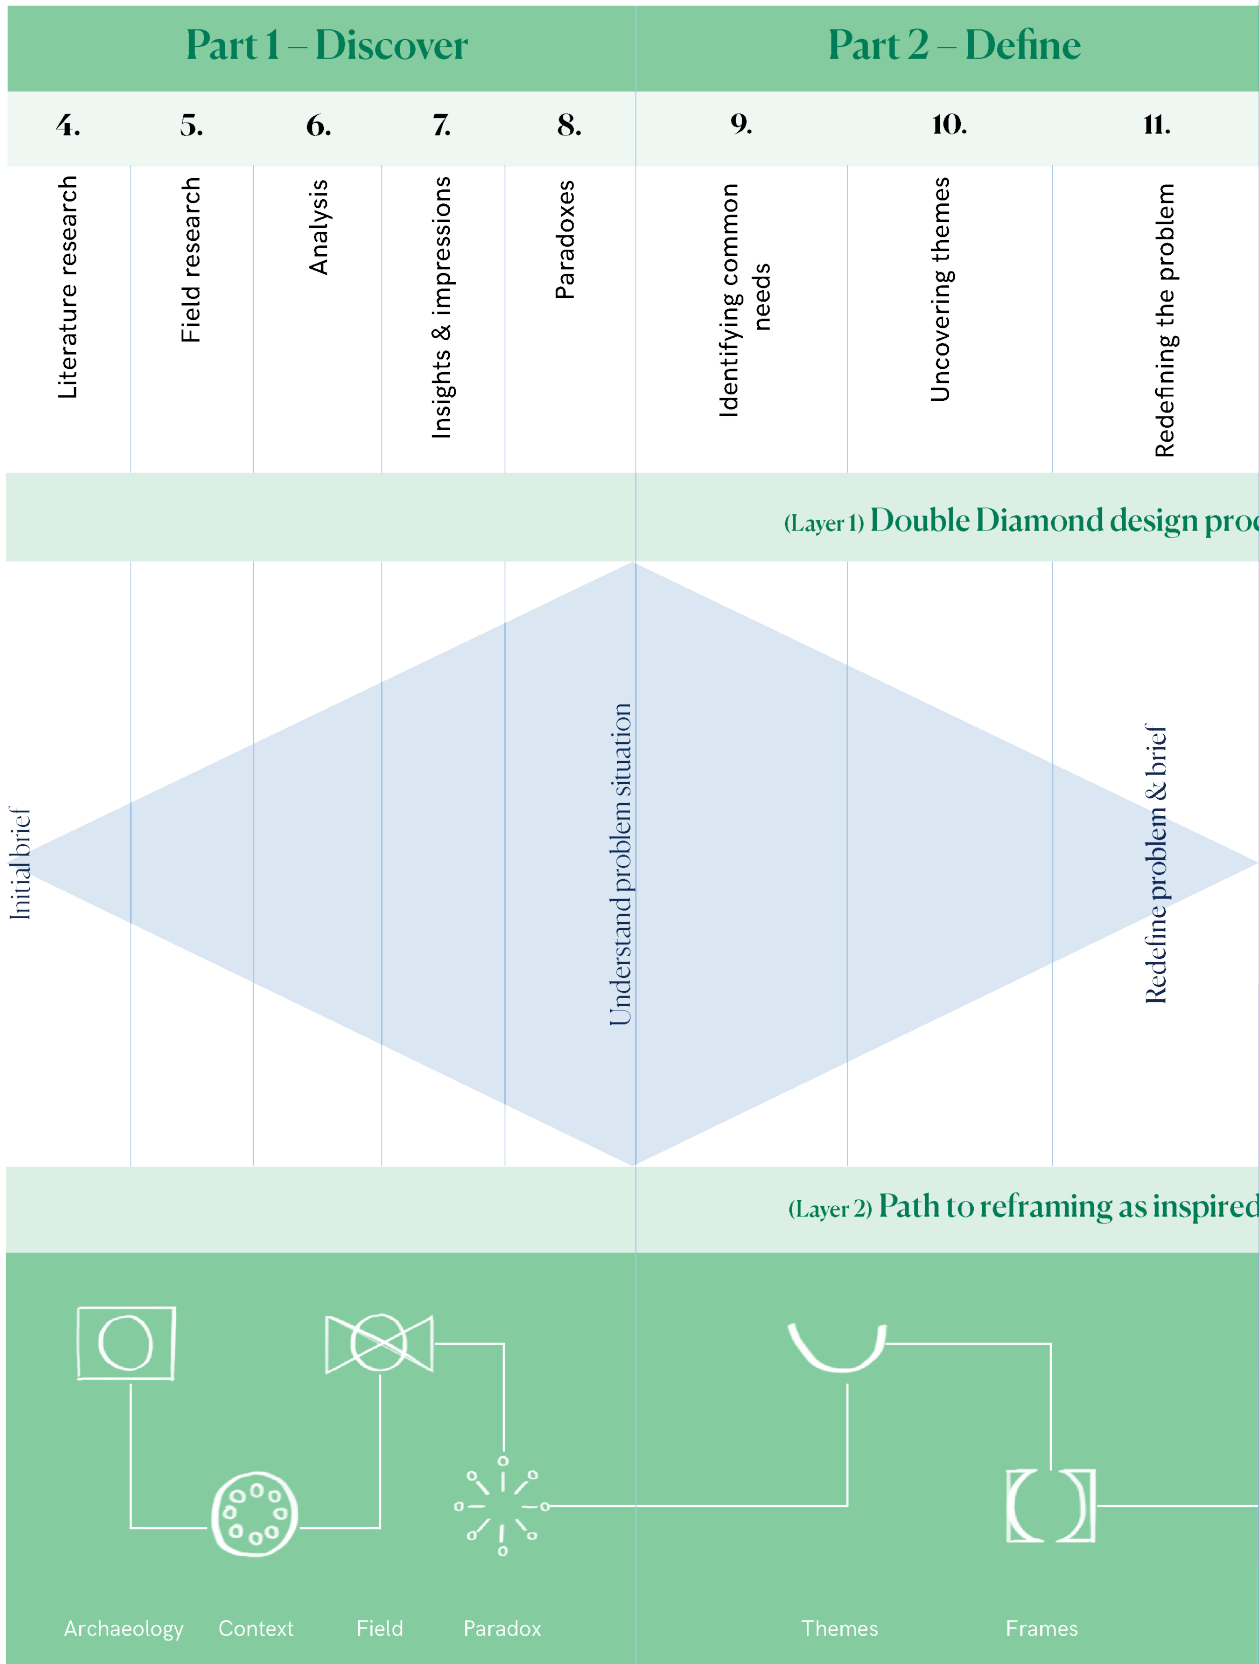 Part 1 – Discover
Part 2 – Define
4.
5.
6.
7.
8.
9.
10.
11.
Literature research
Field research
Analysis
Insights & impressions
Paradoxes
Identifying common
needs
Uncovering themes
Redefining the problem
(Layer 1) Double Diamond design proc
Initial brief
Understand problem situation
Redefine problem & brief
(Layer 2) Path to reframing as inspired
Archaeology
Context
Field
Paradox
Themes
Frames